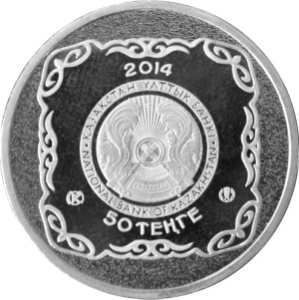 2014
ҚАЗАҚСТАН ҰЛТТЫҚ БАНКІ
NATIONAL BANK OF KAZAKHSTAN
50 ТЕҢГЕ